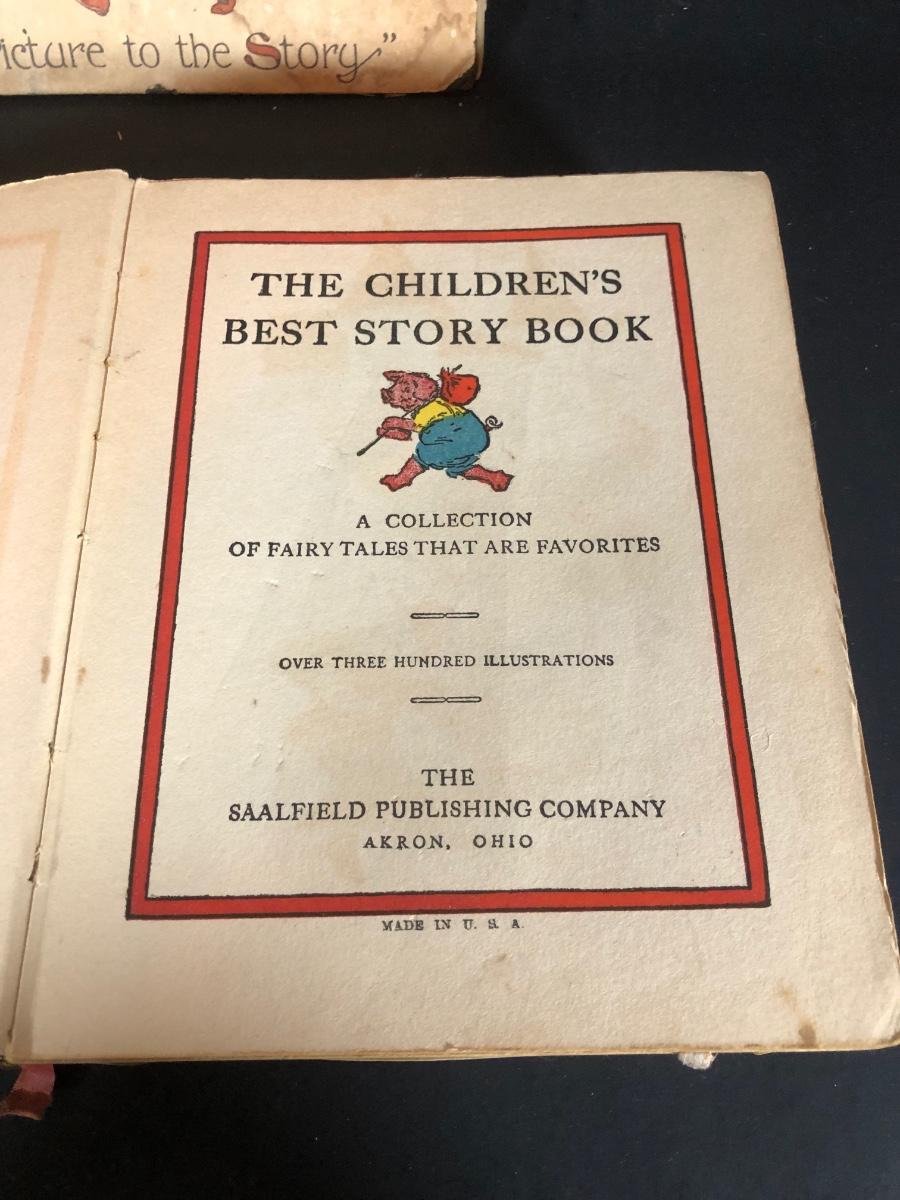 icture to the Story"
THE CHILDREN'S
BEST STORY BOOK
A COLLECTION
OF FAIRY TALES THAT ARE FAVORITES
OVER THREE HUNDRED ILLUSTRATIONS
THE
SAALFIELD PUBLISHING COMPANY
AKRON, OHIO
MADE IN U. S. A.